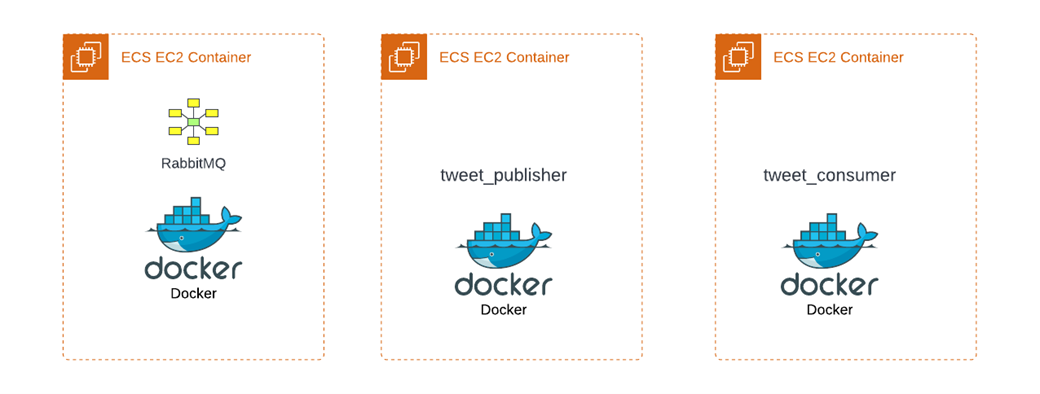 ECS EC2 Container
RabbitMQ
docker
Docker
ECS EC2 Container
tweet_publisher
docker
Docker
ECS EC2 Container
tweet_consumer
docker
Docker